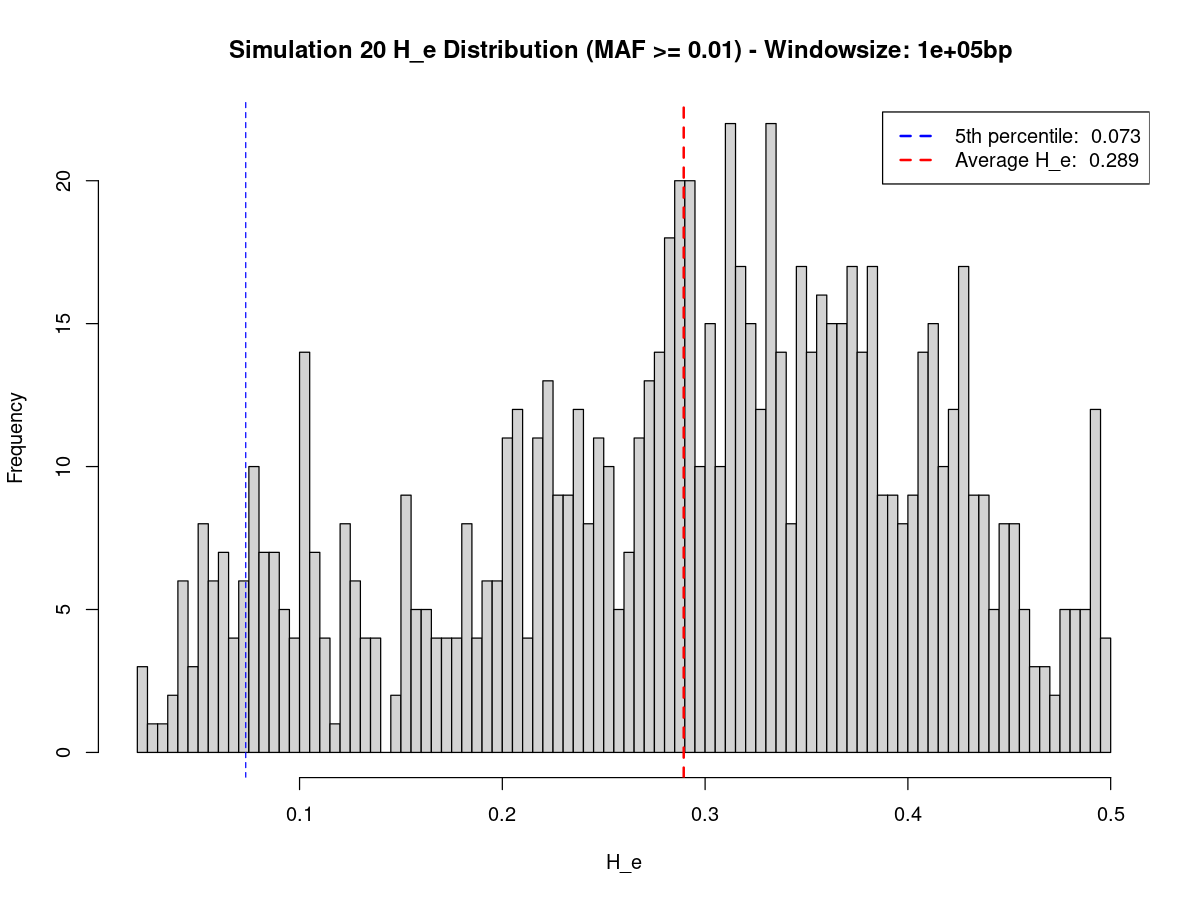 Simulation 20 H_e Distribution (MAF >= 0.01) - Windowsize: 1e+05bp
5th percentile:  0.073
Average H_e:  0.289
Frequency
20
15
10
5
0
0.1 0.2 0.3 0.4 0.5
H_e